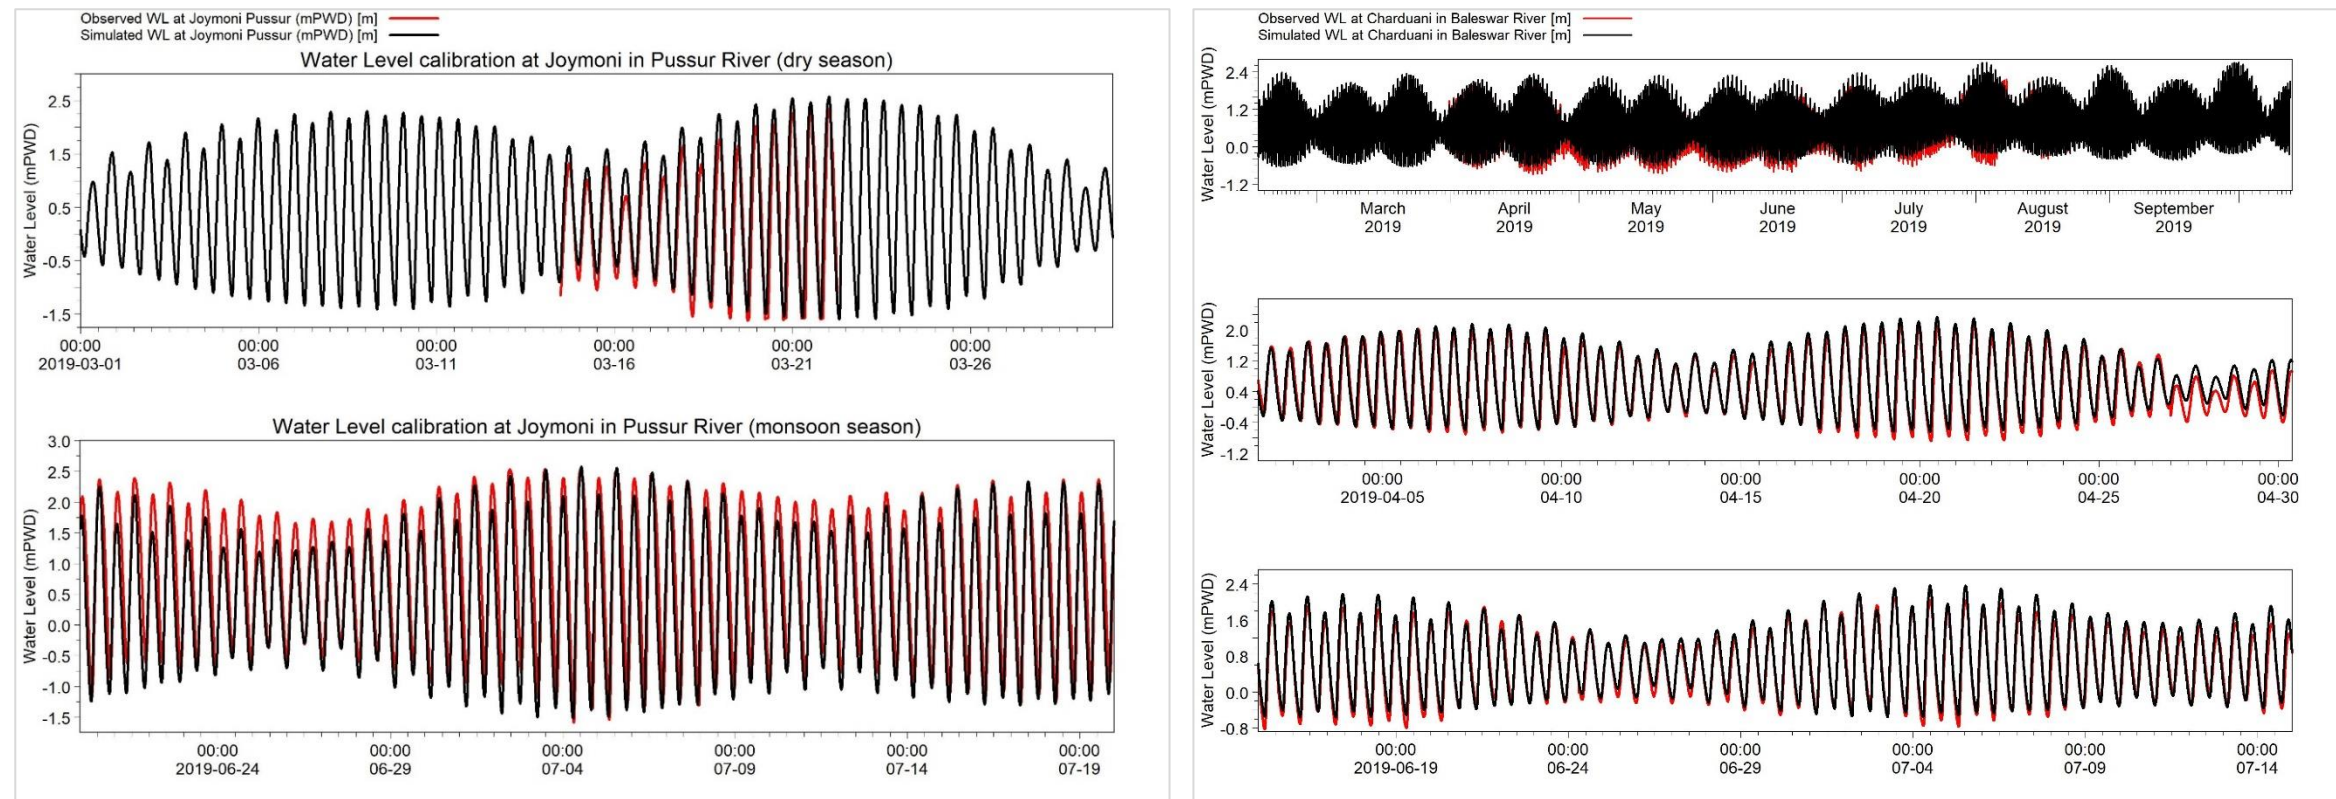 Observed WL at Joymoni Pussur (mPWD) [m]
Simulated WL at Joymoni Pussur (mPWD) [m]
Water Level calibration at Joymoni in Pussur River (dry season)
Water Level (mPWD)
2.5
1.5
0.5
-0.5
-1.5
00:00 00:00 00:00 00:00 00:00 00:00
2019-03-01 03-06 03-11 03-16 03-21 03-26
Water Level calibration at Joymoni in Pussur River (monsoon season)
Water Level (mPWD)
3.0
2.5
2.0
1.5
1.0
0.5
0.0
-0.5
-1.0
-1.5
00:00 00:00 00:00 00:00 00:00 00:00
2019-06-24 06-29 07-04 07-09 07-14 07-19
Observed WL at Charduani in Baleswar River [m]
Simulated WL at Charduani in Baleswar River [m]
Water Level (mPWD)
2.4
1.2
0.0
-1.2
March April May June July August September
2019 2019 2019 2019 2019 2019 2019
Water Level (mPWD)
2.0
1.2
0.4
-0.4
-1.2
00:00 00:00 00:00 00:00 00:00 00:00
2019-04-05 04-10 04-15 04-20 04-25 04-30
Water Level (mPWD)
2.4
1.6
0.8
0.0
-0.8
00:00 00:00 00:00 00:00 00:00 00:00
2019-06-19 06-24 06-29 07-04 07-09 07-14